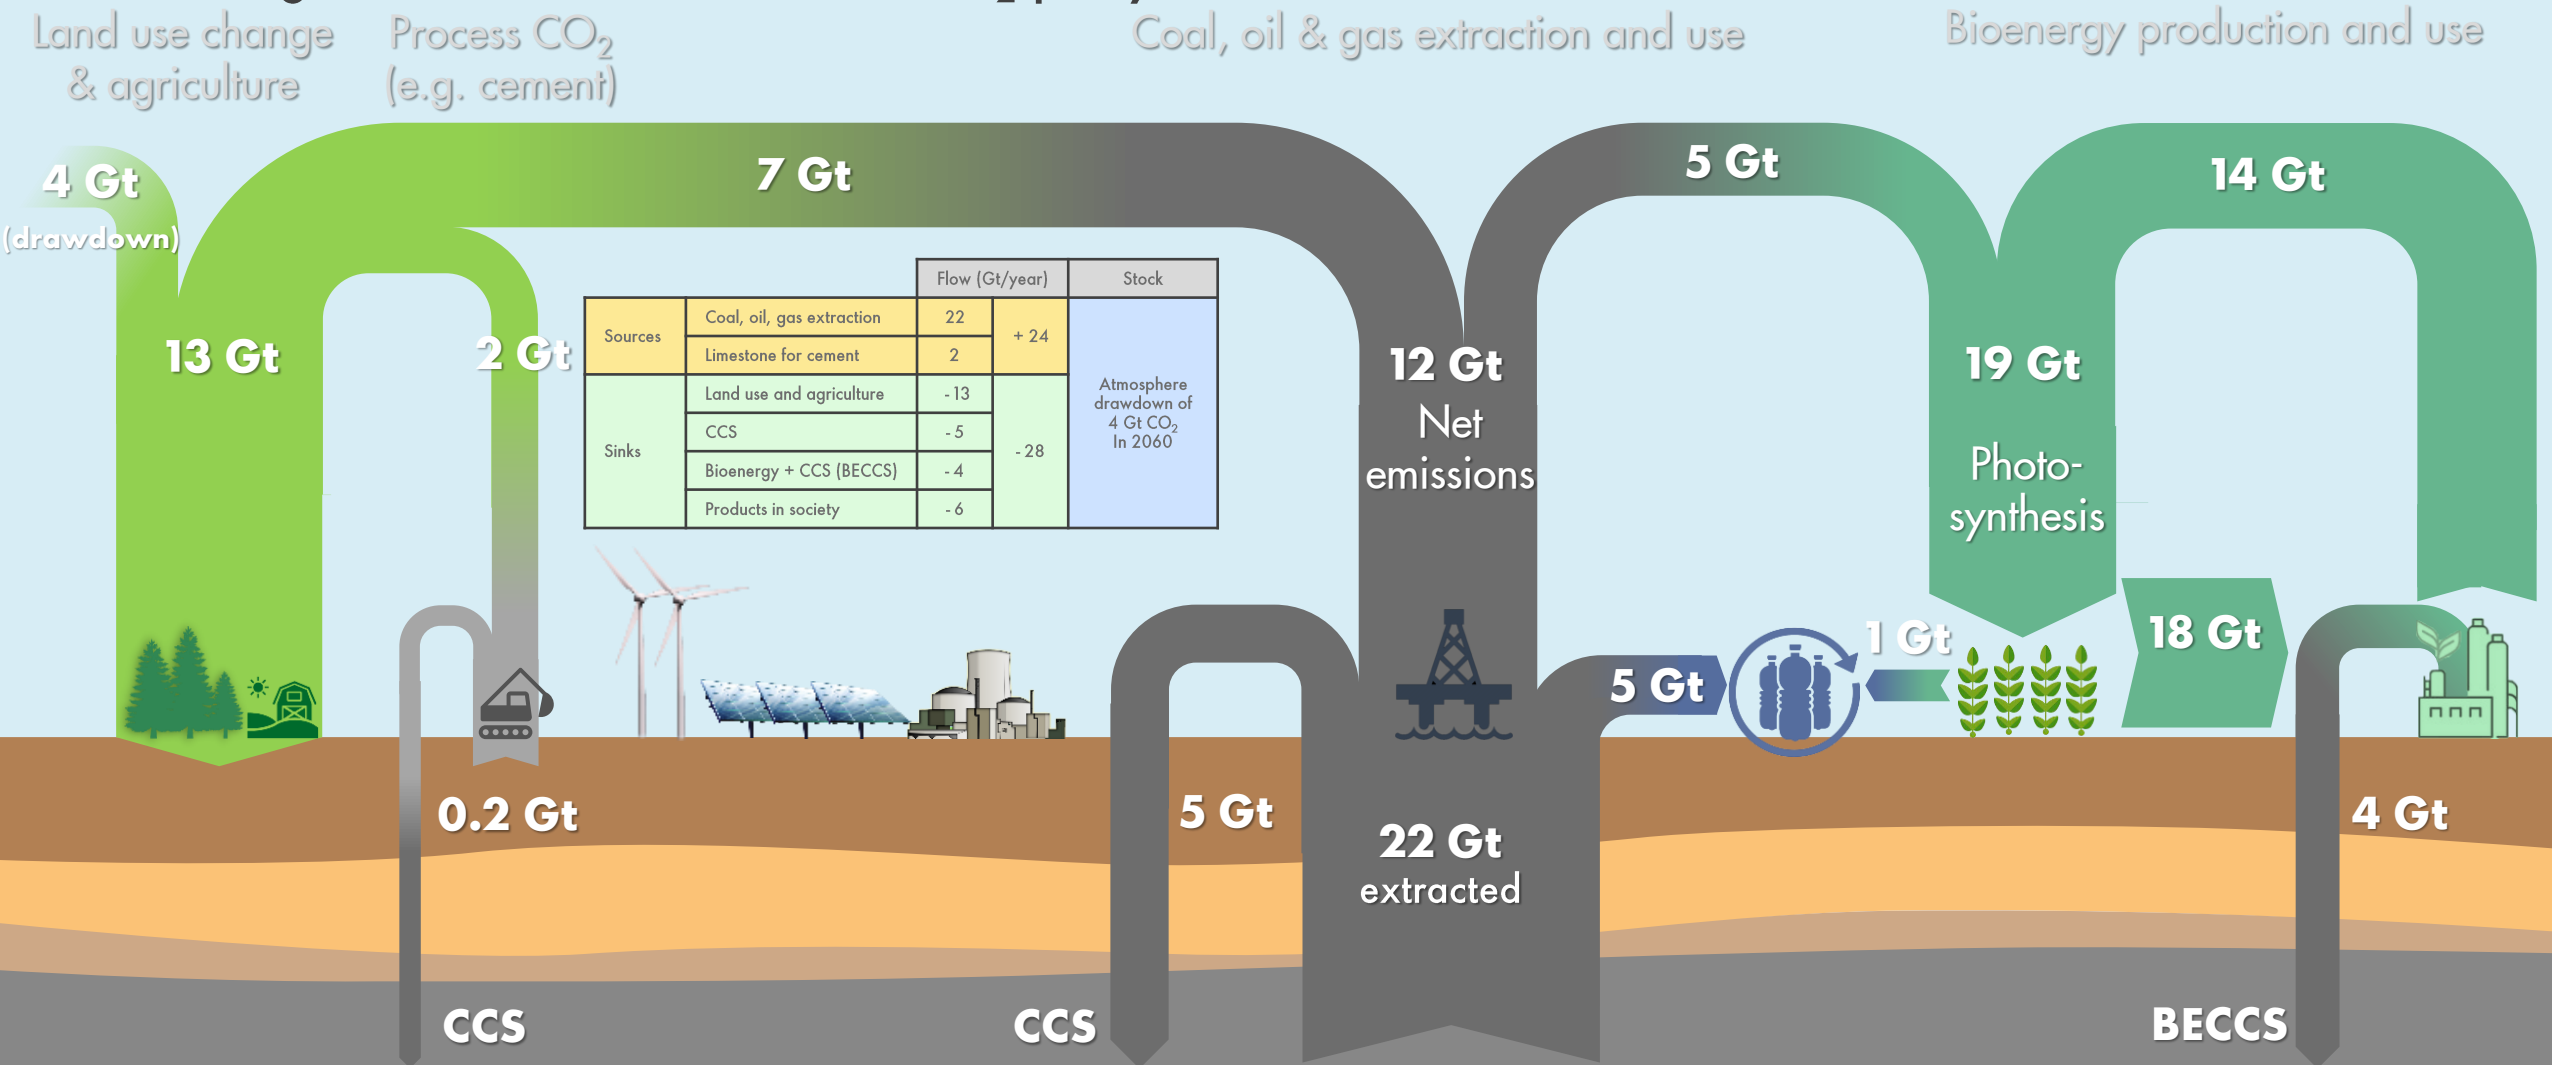 Land use change
& agriculture
Process CO₂
(e.g. cement)
Coal, oil & gas extraction and use
Bioenergy production and use
4 Gt
(drawdown)
7 Gt
5 Gt
14 Gt
13 Gt
2 Gt
Flow (Gt/year) Stock
Sources
Coal, oil, gas extraction 22
Limestone for cement 2
+ 24
Sinks
Land use and agriculture - 13
CCS - 5
Bioenergy + CCS (BECCS) - 4
Products in society - 6
- 28
Atmosphere
drawdown of
4 Gt CO₂
In 2060
12 Gt
Net
emissions
19 Gt
Photo-
synthesis
5 Gt
1 Gt
18 Gt
0.2 Gt
5 Gt
22 Gt
extracted
4 Gt
CCS
CCS
BECCS